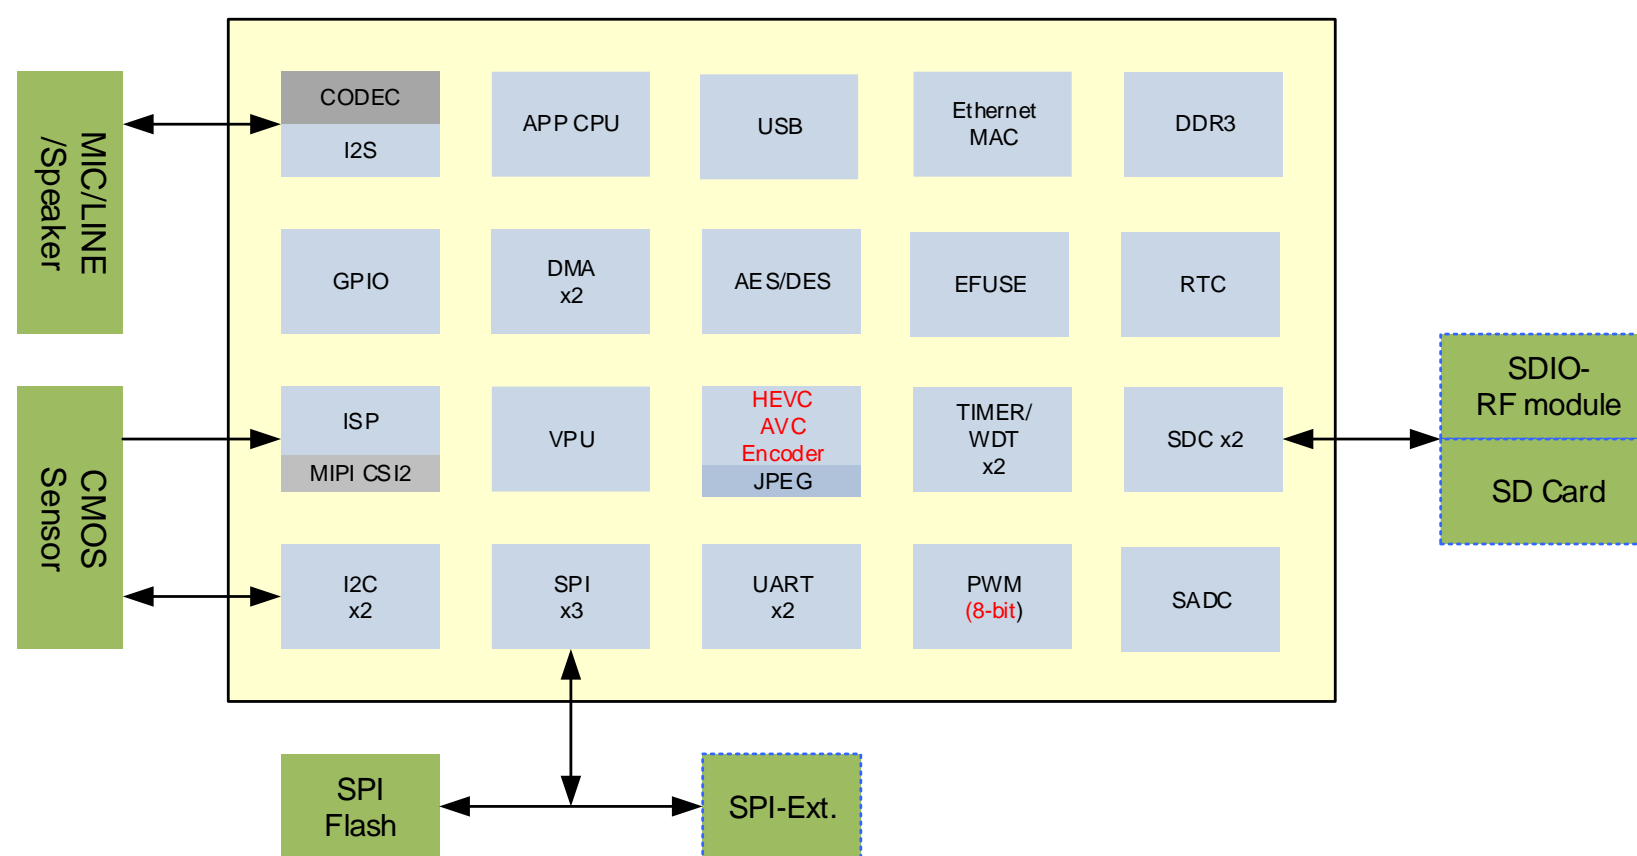 MIC/LINE
/Speaker
CODEC
I2S
APP CPU
USB
Ethernet
MAC
DDR3
GPIO
DMA
x2
AES/DES
EFUSE
RTC
CMOS
Sensor
ISP
MIPI CSI2
VPU
HEVC
AVC
Encoder
JPEG
TIMER/
WDT
x2
SDC x2
SDIO-
RF module
SD Card
I2C
x2
SPI
x3
UART
x2
PWM
(8-bit)
SADC
SPI
Flash
SPI-Ext.